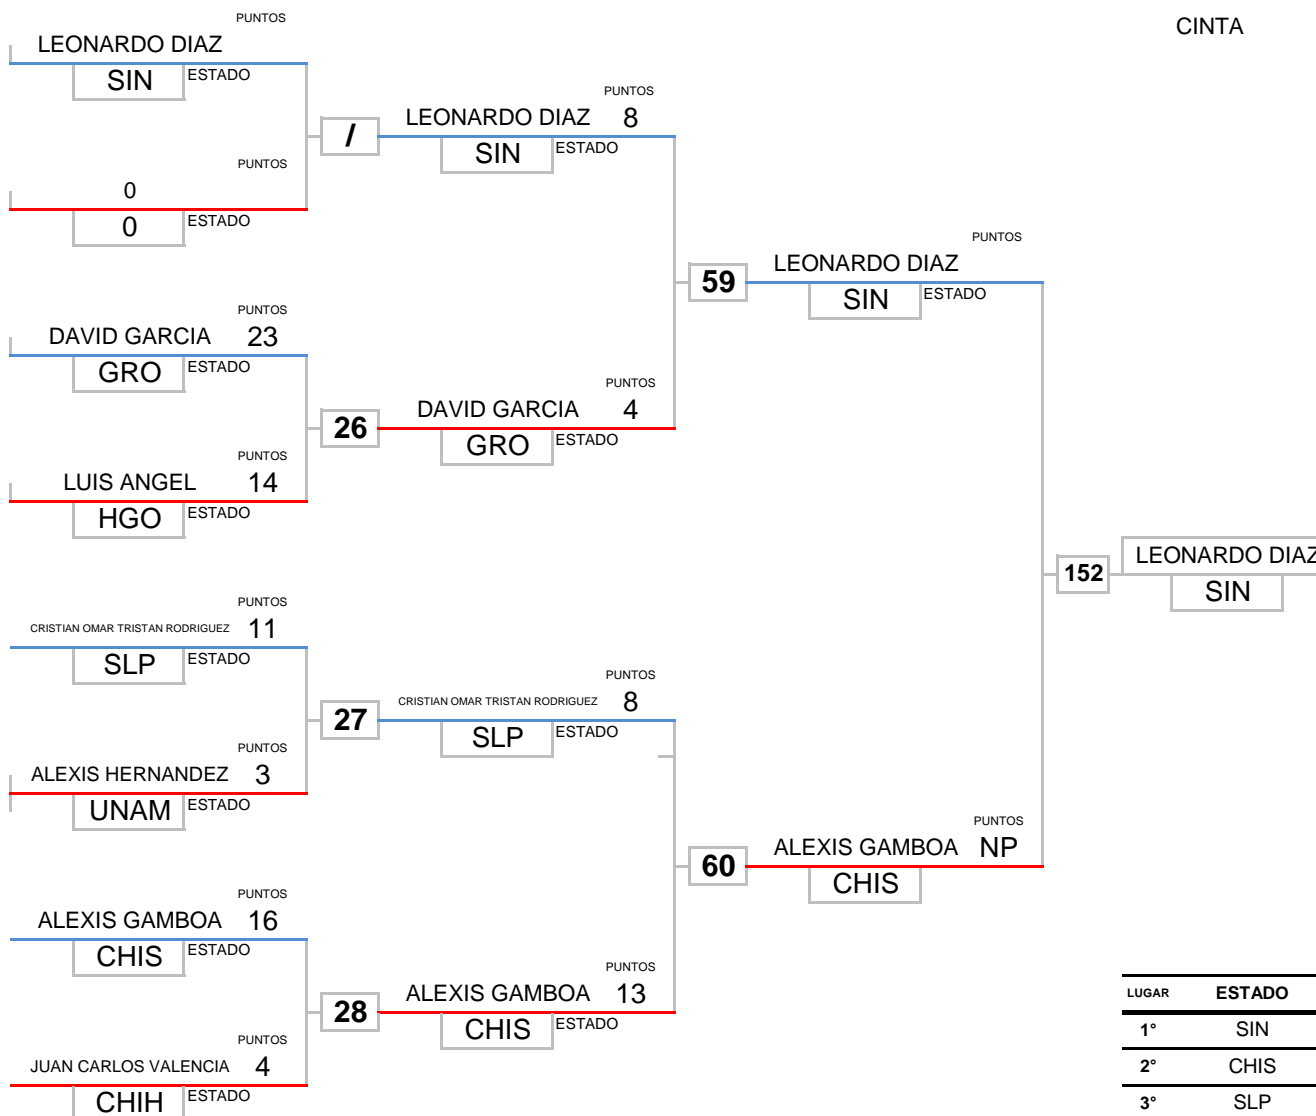 PUNTOS
CINTA
LEONARDO DIAZ
SIN ESTADO
PUNTOS
LEONARDO DIAZ 8
/
SIN ESTADO
PUNTOS
0
0 ESTADO
PUNTOS
LEONARDO DIAZ
59
SIN ESTADO
PUNTOS
DAVID GARCIA 23
GRO ESTADO
PUNTOS
DAVID GARCIA 4
26
GRO ESTADO
PUNTOS
LUIS ANGEL 14
HGO ESTADO
LEONARDO DIAZ
152
SIN
PUNTOS
CRISTIAN OMAR TRISTAN RODRIGUEZ 11
SLP ESTADO
PUNTOS
CRISTIAN OMAR TRISTAN RODRIGUEZ 8
27
SLP ESTADO
PUNTOS
ALEXIS HERNANDEZ 3
UNAM ESTADO
PUNTOS
ALEXIS GAMBOA NP
60
CHIS
PUNTOS
ALEXIS GAMBOA 16
CHIS ESTADO
PUNTOS
ALEXIS GAMBOA 13
28
CHIS ESTADO
PUNTOS
JUAN CARLOS VALENCIA 4
CHIH ESTADO
LUGAR ESTADO
1° SIN
2° CHIS
3° SLP